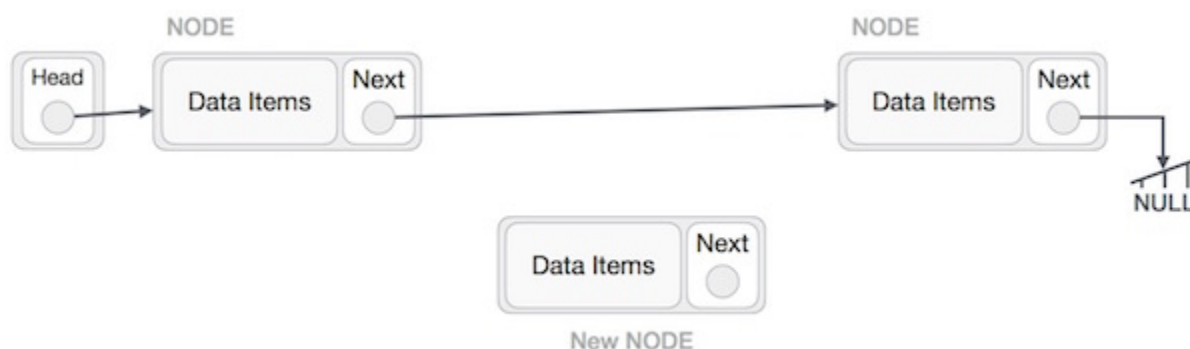 NODE
NODE
Head
Data Items
Next
Data Items
Next
NULL
Data Items
Next
New NODE